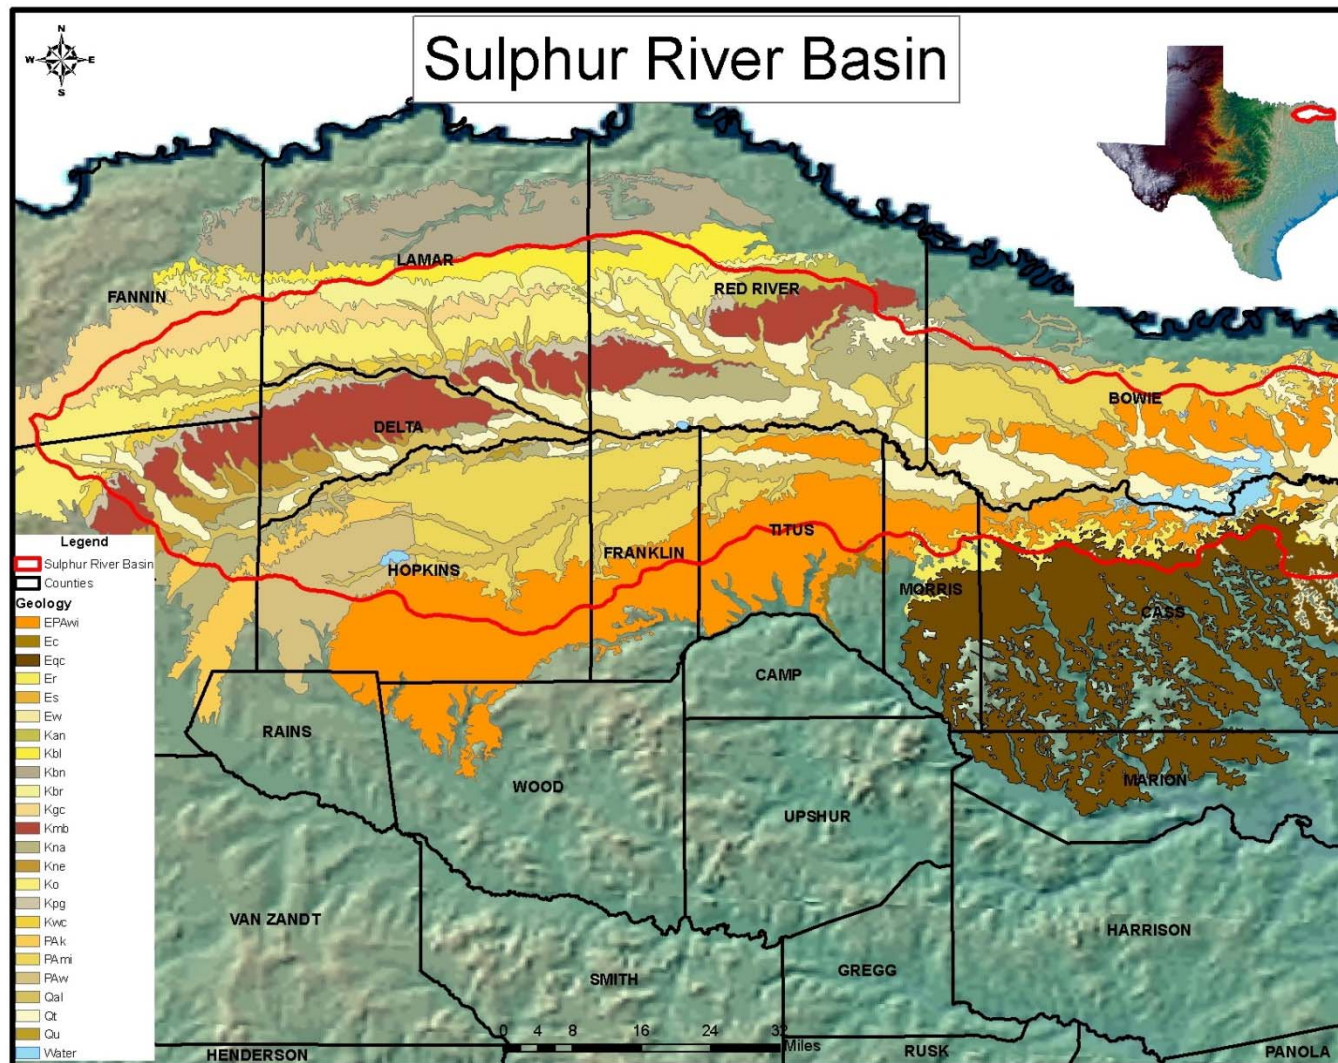 Sulphur River Basin
N
W E
S
LAMAR
FANNIN
RED RIVER
BOWIE
DELTA
TITUS
FRANKLIN
HOPKINS
MORRIS
CASS
CAMP
RAINS
WOOD
MARION
UPSHUR
VAN ZANDT
HARRISON
SMITH
GREGG
HENDERSON
RUSK
PANOLA
0 4 8 16 24 32
Miles
Legend
Sulphur River Basin
Counties
Geology
EPAwi
Ec
Eqc
Er
Es
Ew
Kan
Kbl
Kbn
Kbr
Kgc
Kmb
Kna
Kne
Ko
Kpg
Kwc
PAk
PAmi
PAw
Qal
Qt
Qu
Water